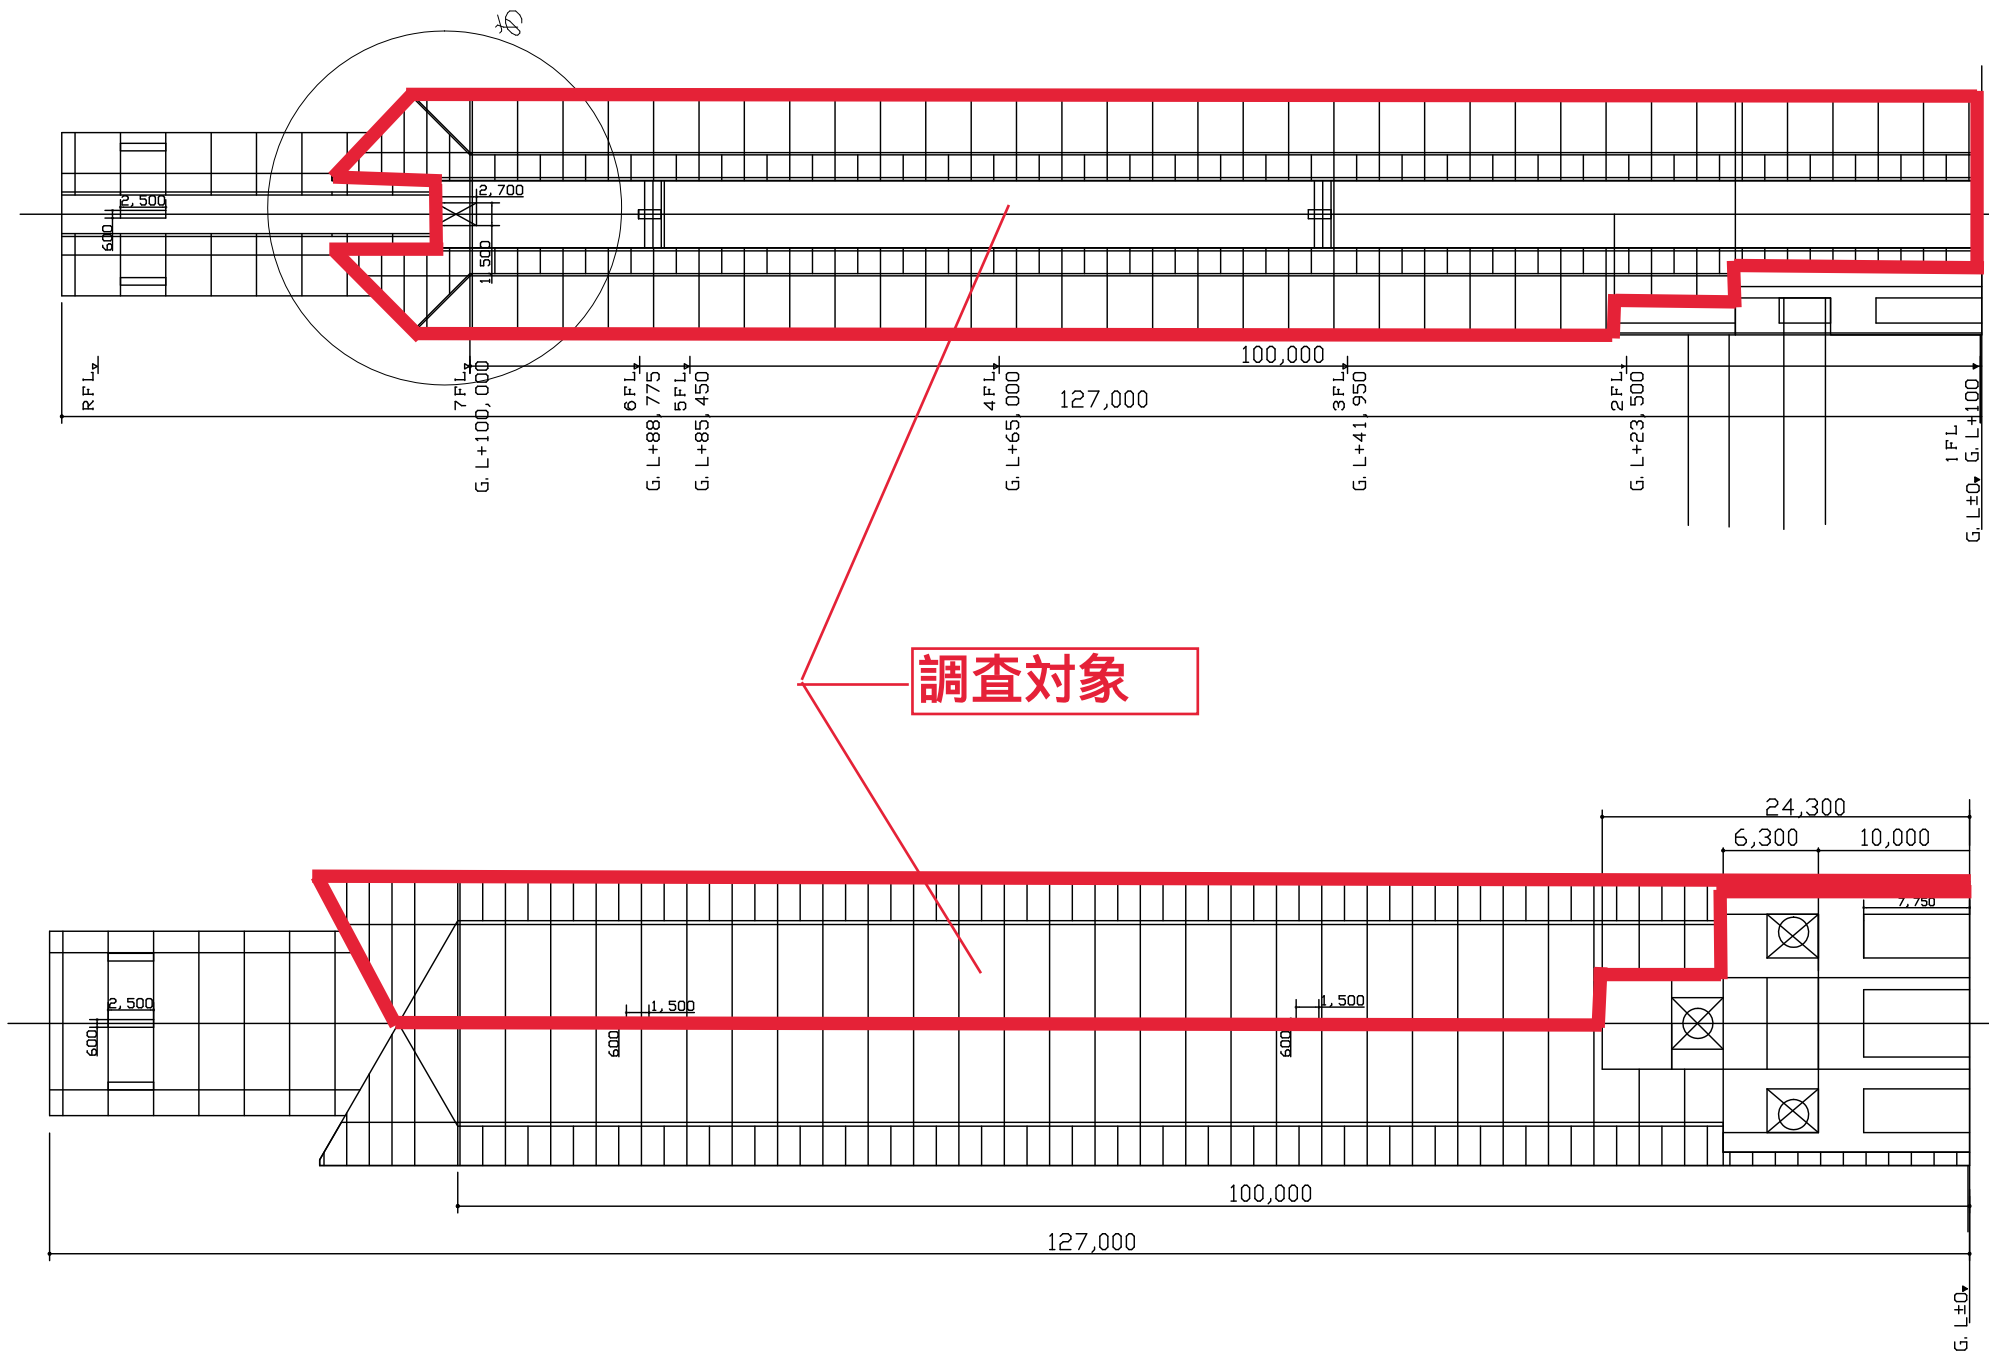 あ
2,700
2,500
600
1,500
100,000
127,000
RFL
7FL
G.L+100,000
6FL
G.L+88,775
5FL
G.L+85,450
4FL
G.L+65,000
3FL
G.L+41,950
2FL
G.L+23,500
1FL
G.L+100
G.L±0
調査対象
24,300
6,300
10,000
7,750
2,500
600
1,500
600
1,500
600
100,000
127,000
G.L±0